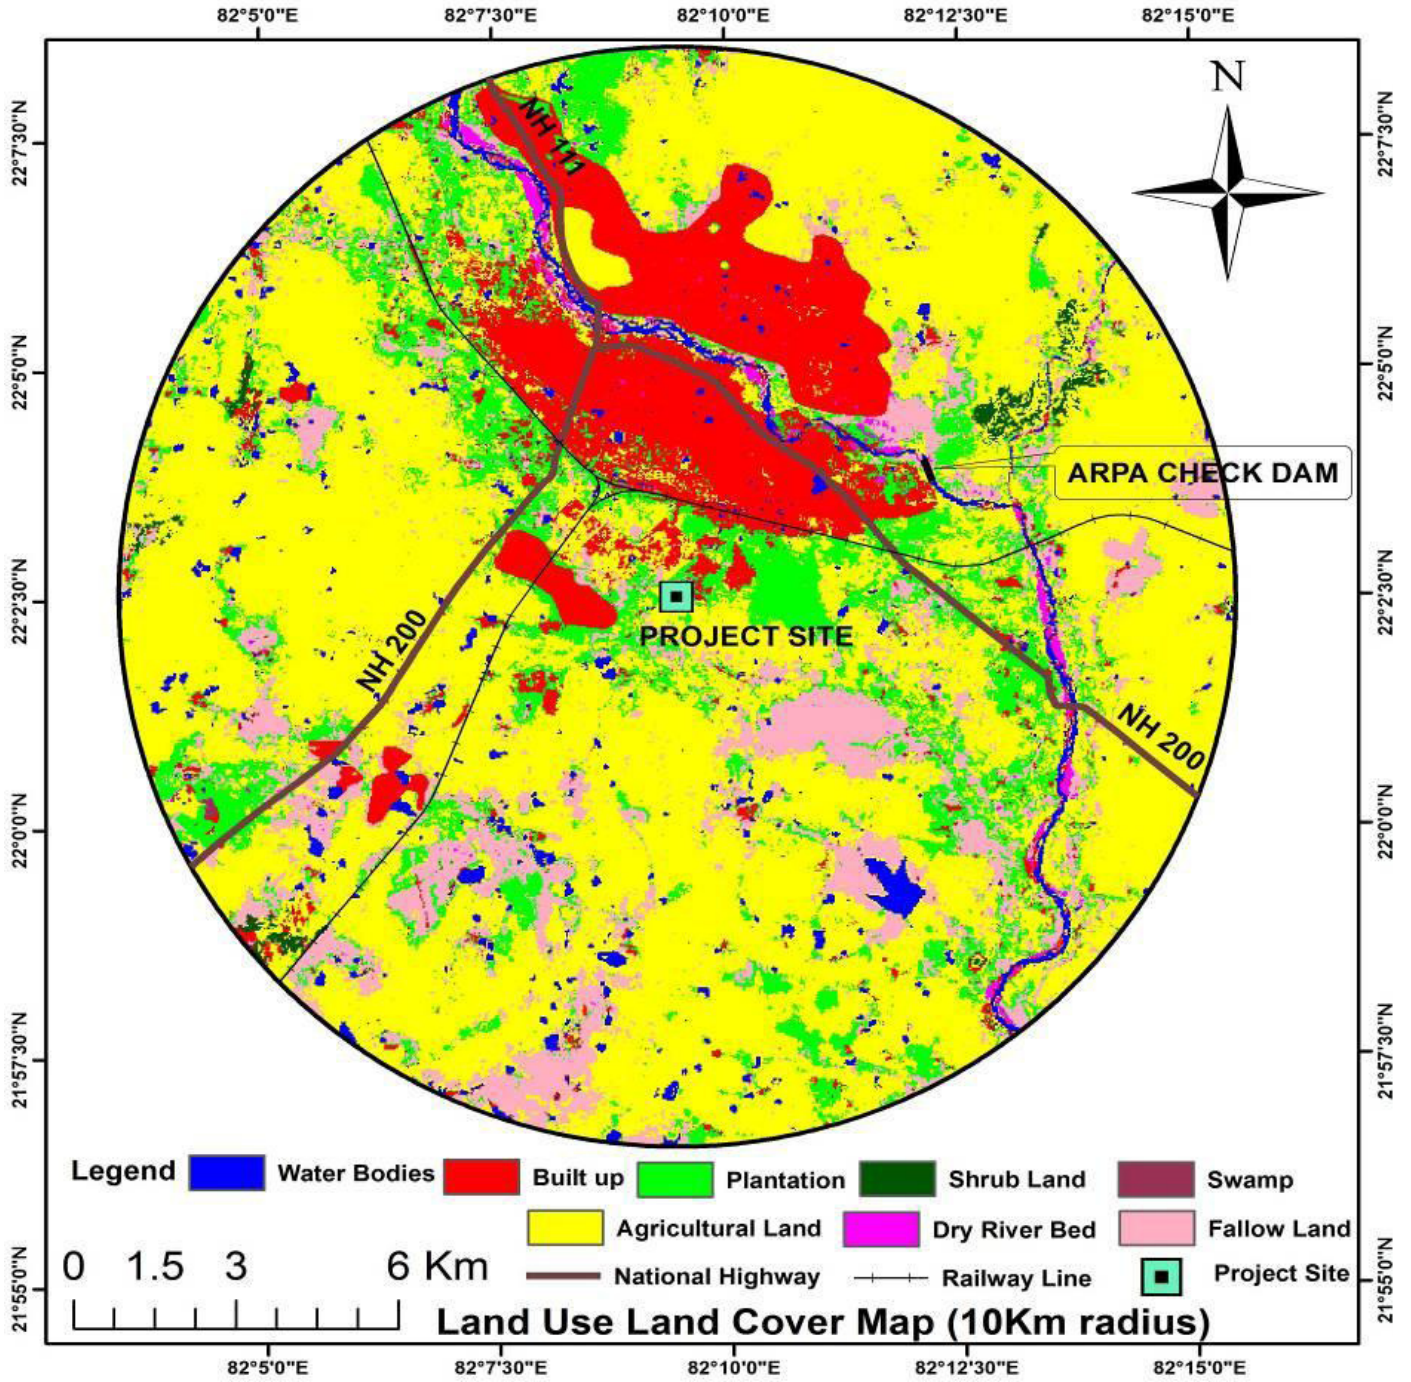 82°5'0"E 82°7'30"E 82°10'0"E 82°12'30"E 82°15'0"E
N
22°7'30"N
22°7'30"N
NH 111
22°5'0"N
22°5'0"N
ARPA CHECK DAM
22°2'30"N
22°2'30"N
PROJECT SITE
NH 200
NH 200
22°0'0"N
22°0'0"N
21°57'30"N
21°57'30"N
Legend Water Bodies Built up Plantation Shrub Land Swamp
Agricultural Land Dry River Bed Fallow Land
0 1.5 3 6 Km National Highway Railway Line Project Site
21°55'0"N
21°55'0"N
Land Use Land Cover Map (10Km radius)
82°5'0"E 82°7'30"E 82°10'0"E 82°12'30"E 82°15'0"E